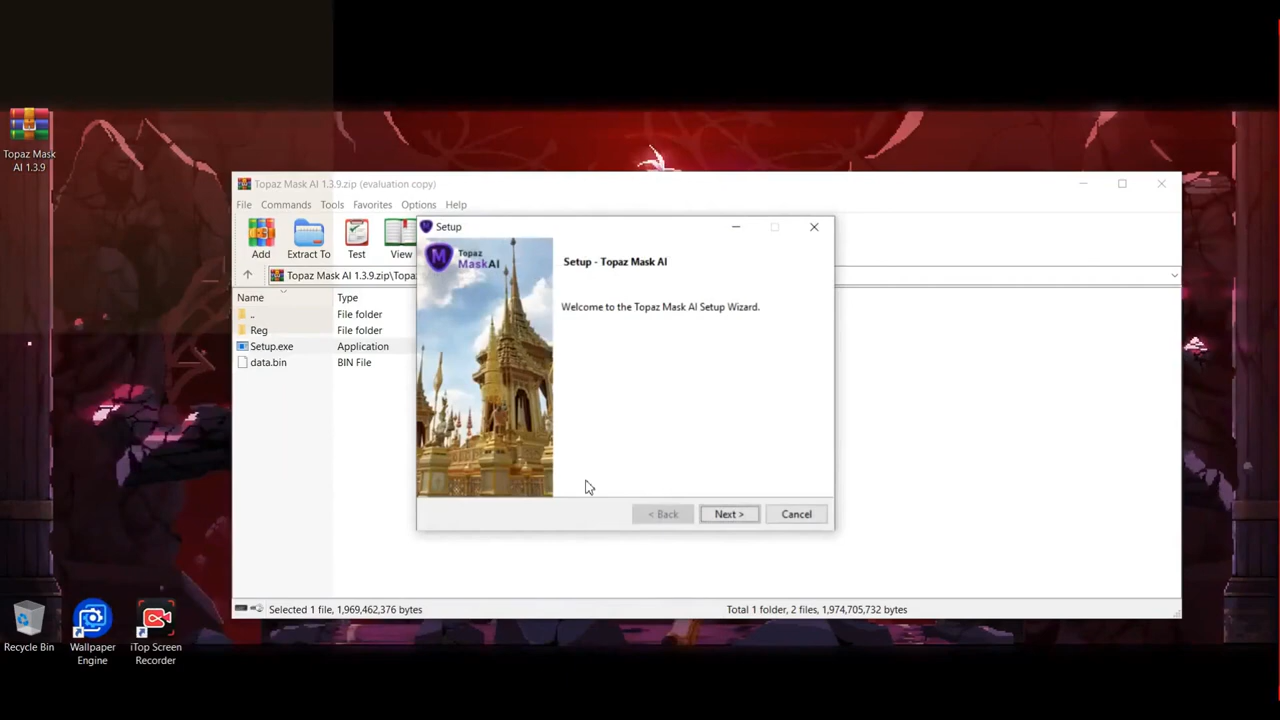 Topaz Mask
AI 1.3.9
Topaz Mask AI 1.3.9.zip (evaluation copy)
File Commands Tools Favorites Options Help
Add Extract To Test View
Topaz Mask AI 1.3.9.zip\Topa
Name Type
.. File folder
Reg File folder
Setup.exe Application
data.bin BIN File
Setup
Topaz
MaskAI
Setup - Topaz Mask AI
Welcome to the Topaz Mask AI Setup Wizard.
< Back Next > Cancel
Selected 1 file, 1,969,462,376 bytes Total 1 folder, 2 files, 1,974,705,732 bytes
Recycle Bin
Wallpaper
Engine
iTop Screen
Recorder